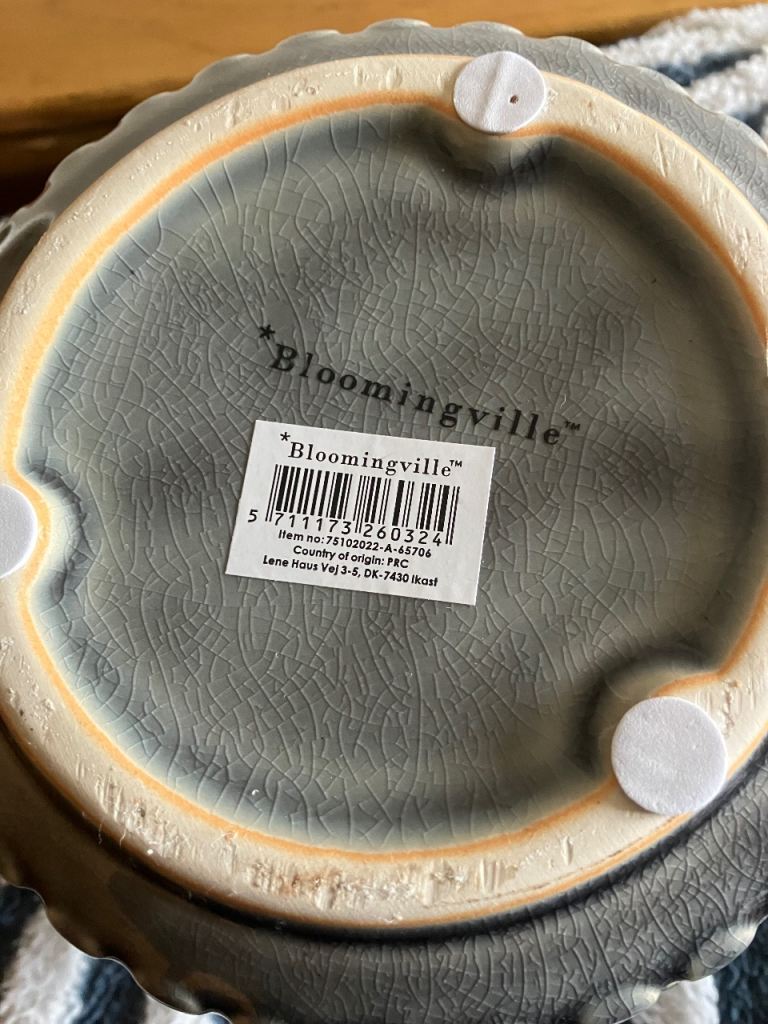 *Bloomingville™
*Bloomingville™
5 711173 260324
Item no: 75102022-A-65706
Country of origin: PRC
Lene Haus Vej 3-5, DK-7430 Ikast